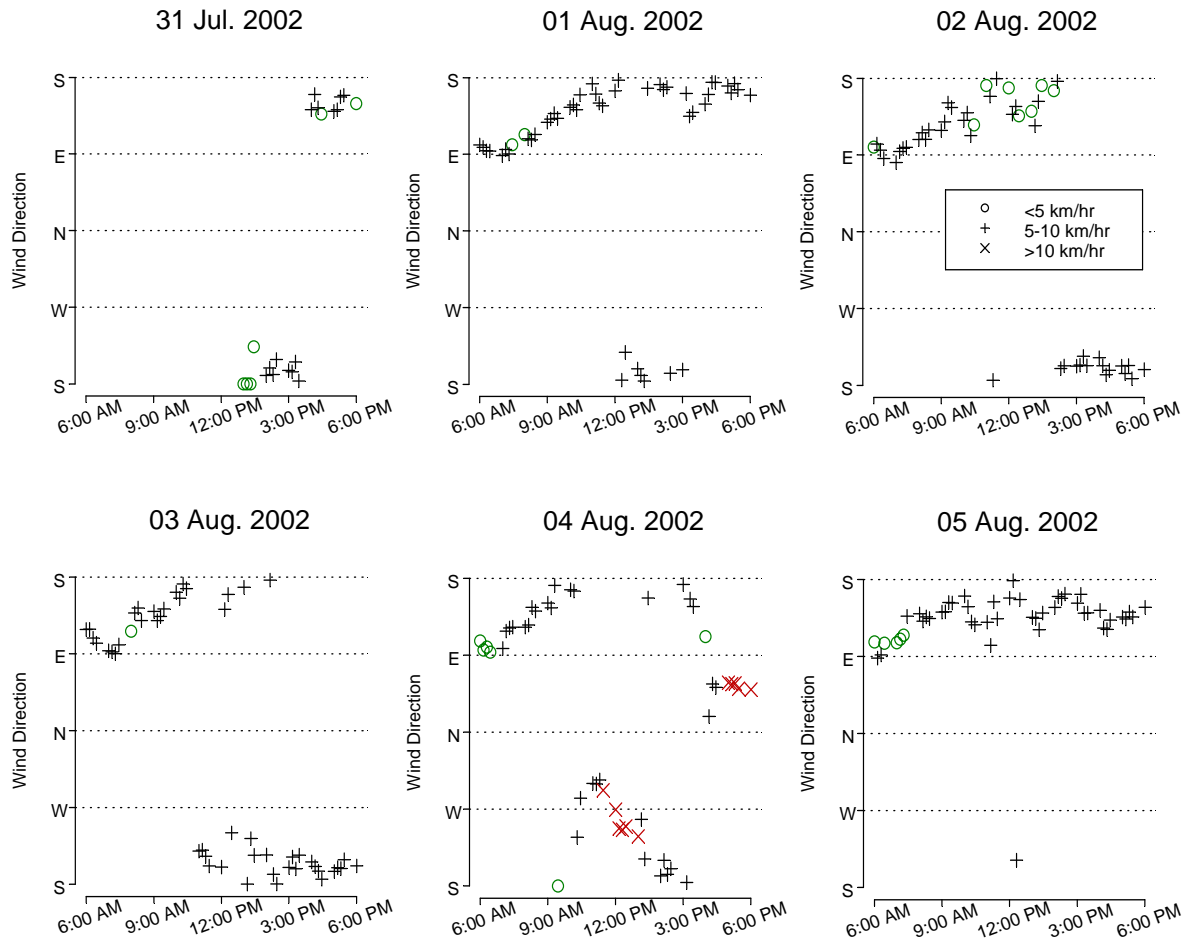 31 Jul. 2002
01 Aug. 2002
02 Aug. 2002
Wind Direction
S
E
N
W
S
6:00 AM
9:00 AM
12:00 PM
3:00 PM
6:00 PM
Wind Direction
S
E
N
W
S
6:00 AM
9:00 AM
12:00 PM
3:00 PM
6:00 PM
Wind Direction
S
E
N
W
S
<5 km/hr
5-10 km/hr
>10 km/hr
6:00 AM
9:00 AM
12:00 PM
3:00 PM
6:00 PM
03 Aug. 2002
04 Aug. 2002
05 Aug. 2002
Wind Direction
S
E
N
W
S
6:00 AM
9:00 AM
12:00 PM
3:00 PM
6:00 PM
Wind Direction
S
E
N
W
S
6:00 AM
9:00 AM
12:00 PM
3:00 PM
6:00 PM
Wind Direction
S
E
N
W
S
6:00 AM
9:00 AM
12:00 PM
3:00 PM
6:00 PM